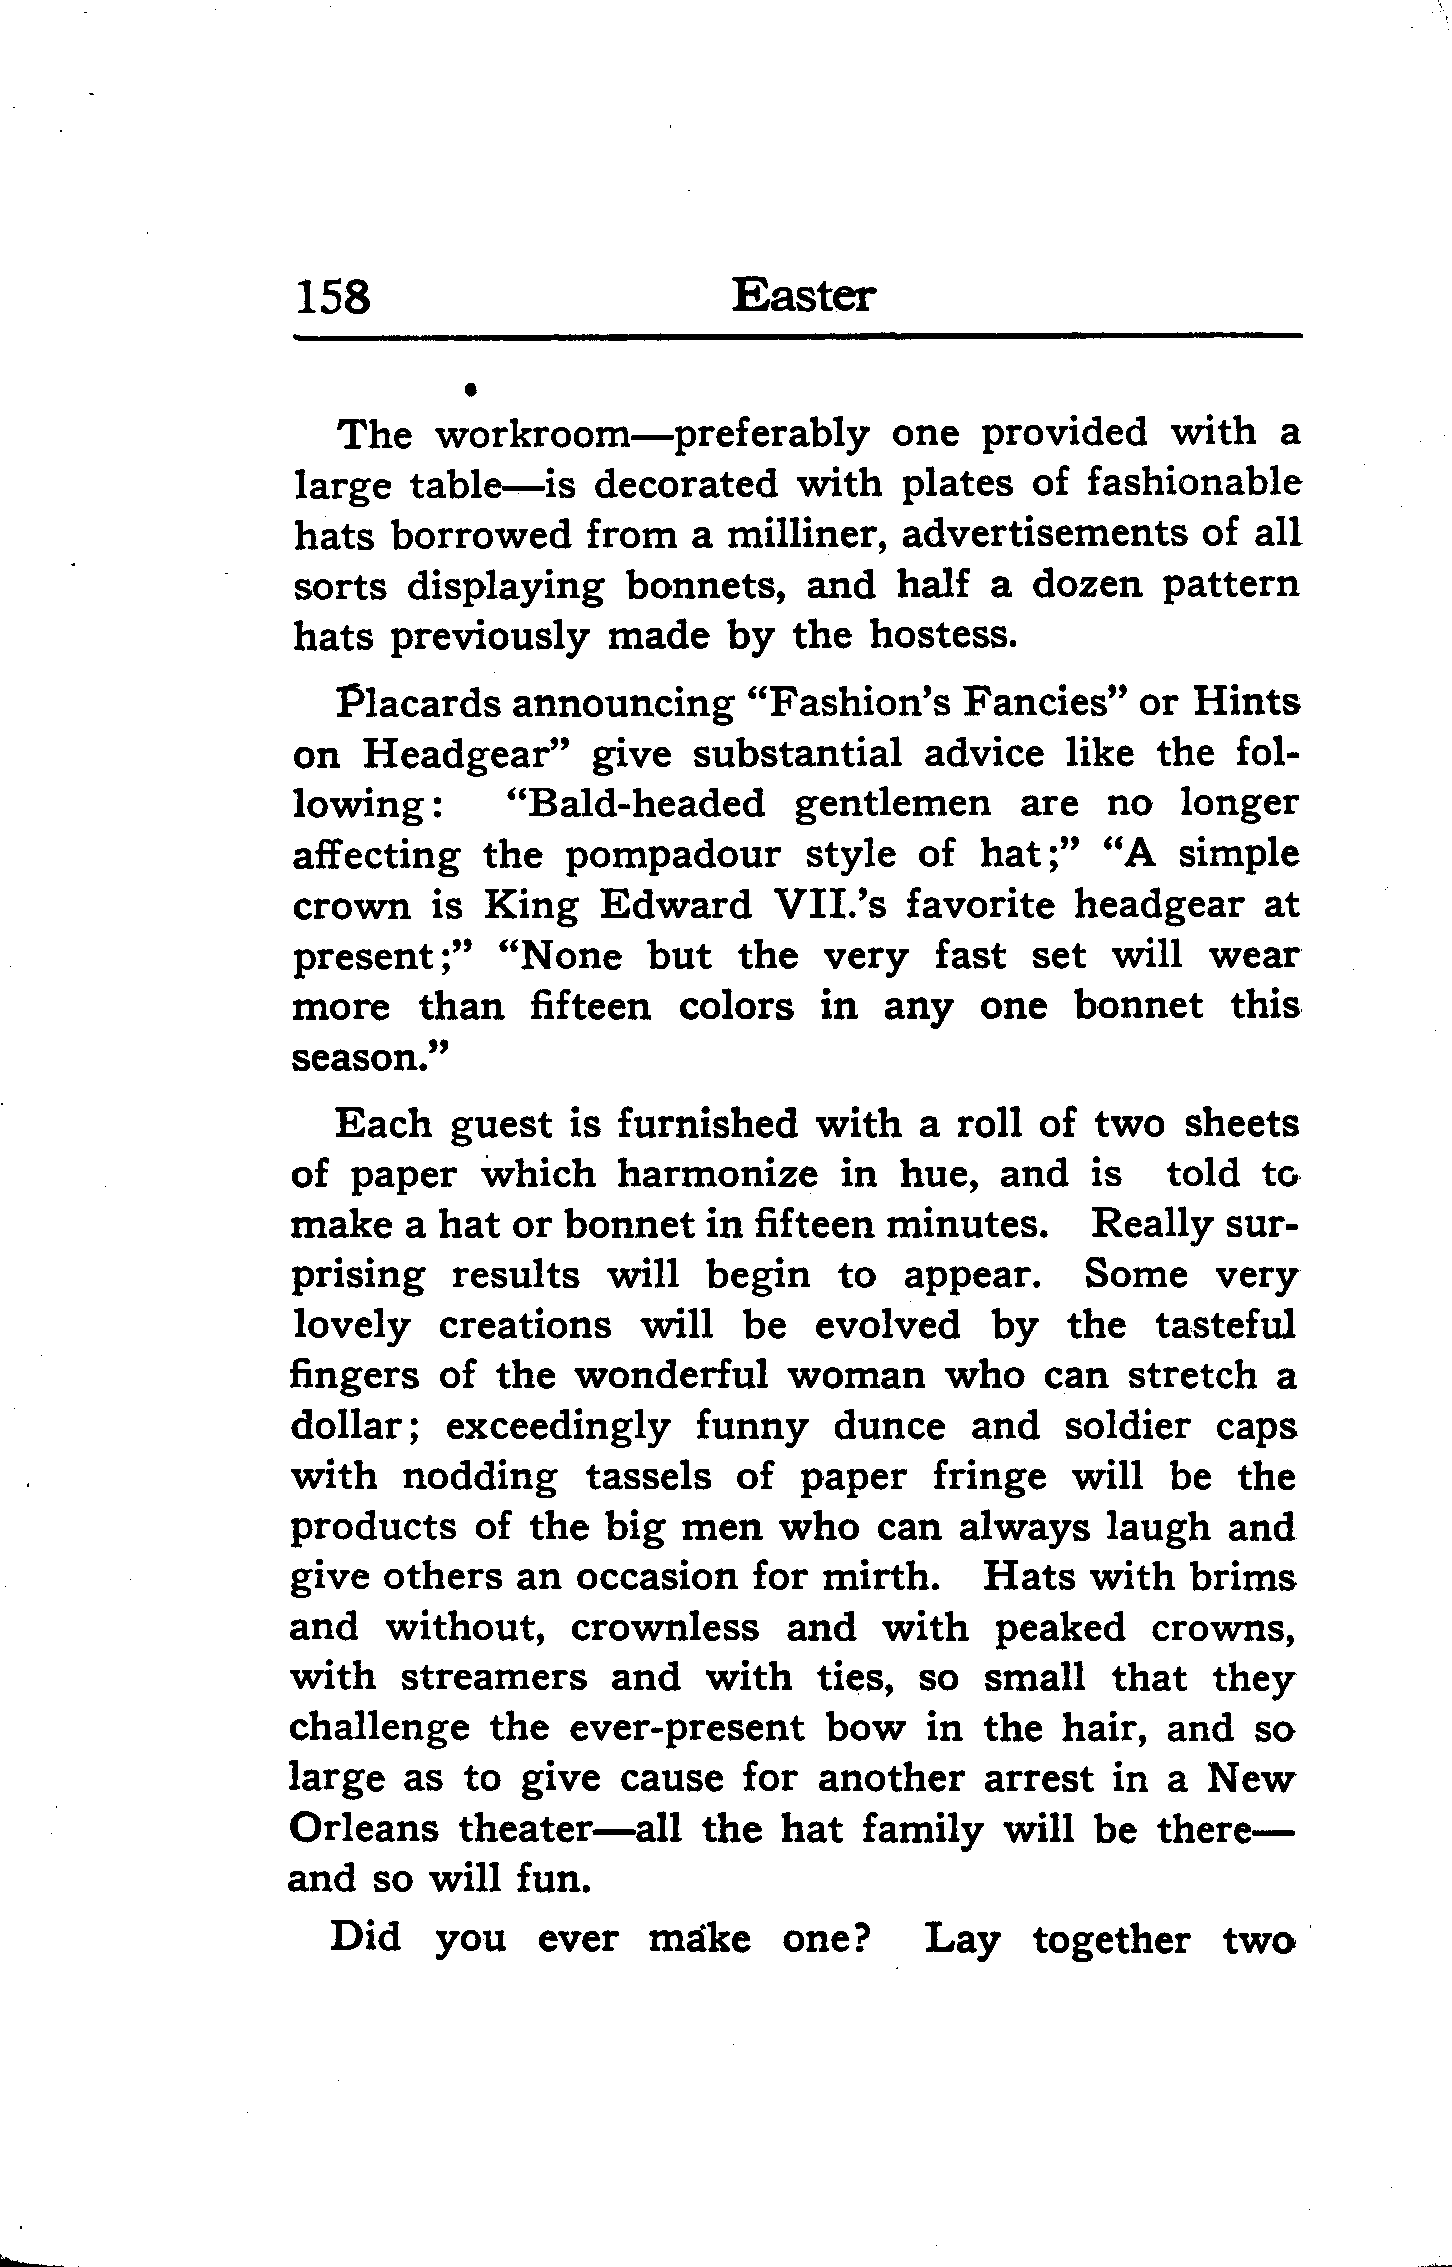 158 Easter
The workroom—preferably one provided with a
large table—is decorated with plates of fashionable
hats borrowed from a milliner, advertisements of all
sorts displaying bonnets, and half a dozen pattern
hats previously made by the hostess.
Placards announcing “Fashion’s Fancies” or Hints
on Headgear” give substantial advice like the fol-
lowing: “Bald-headed gentlemen are no longer
affecting the pompadour style of hat;” “A simple
crown is King Edward VII.’s favorite headgear at
present;” “None but the very fast set will wear
more than fifteen colors in any one bonnet this
season.”
Each guest is furnished with a roll of two sheets
of paper which harmonize in hue, and is told to
make a hat or bonnet in fifteen minutes. Really sur-
prising results will begin to appear. Some very
lovely creations will be evolved by the tasteful
fingers of the wonderful woman who can stretch a
dollar; exceedingly funny dunce and soldier caps
with nodding tassels of paper fringe will be the
products of the big men who can always laugh and
give others an occasion for mirth. Hats with brims
and without, crownless and with peaked crowns,
with streamers and with ties, so small that they
challenge the ever-present bow in the hair, and so
large as to give cause for another arrest in a New
Orleans theater—all the hat family will be there—
and so will fun.
Did you ever make one? Lay together two